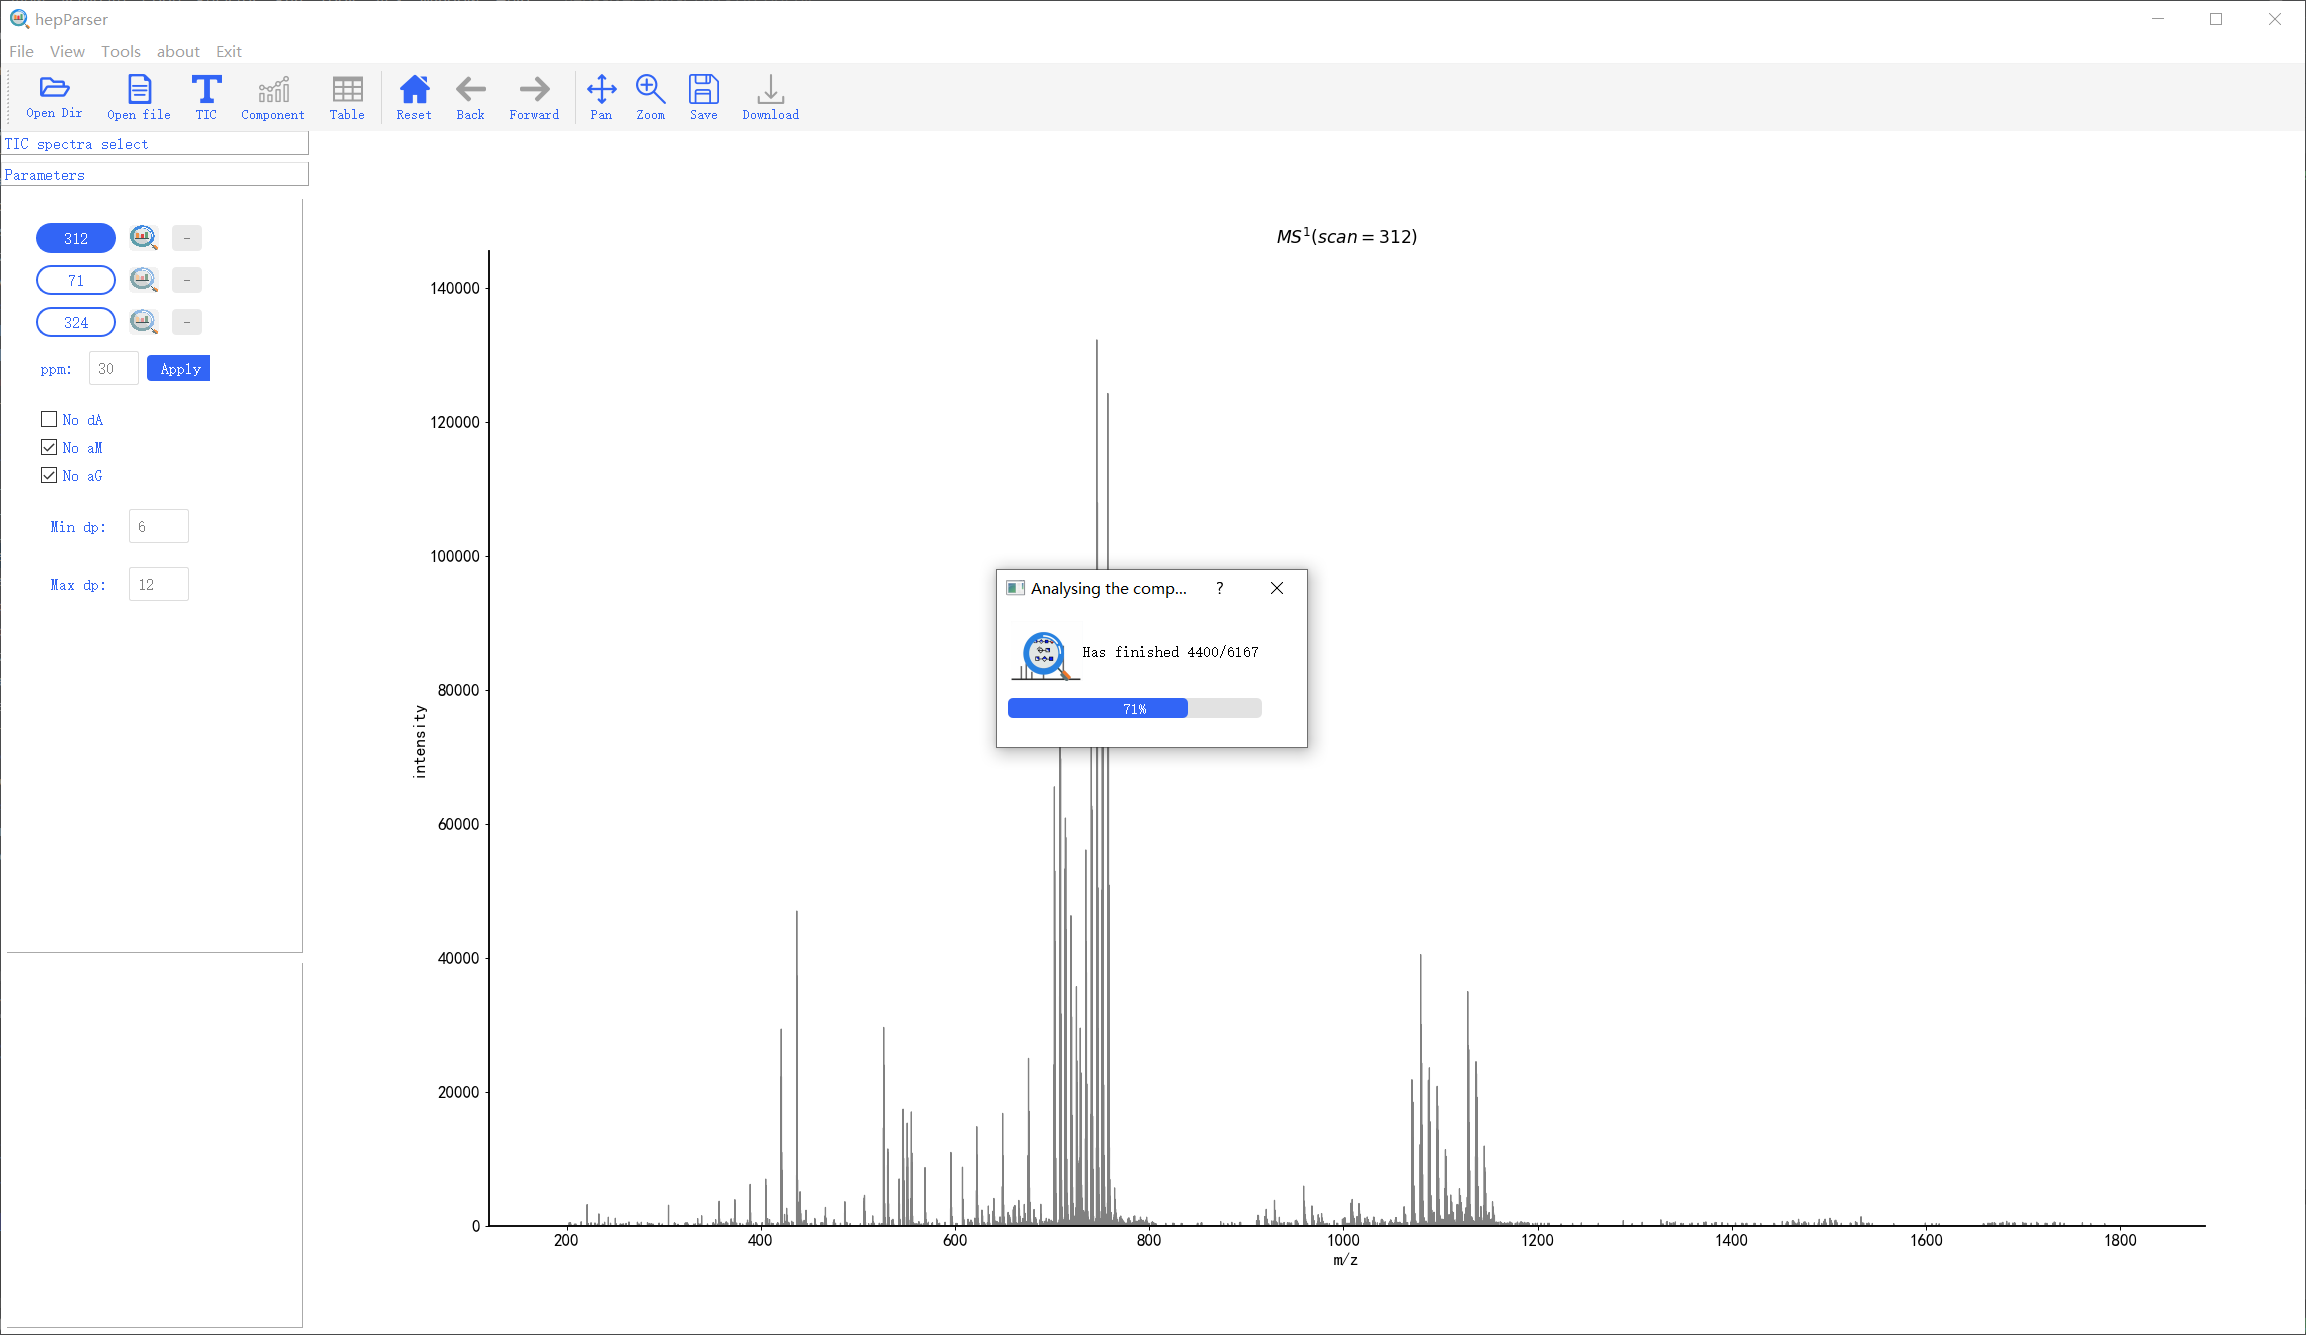 hepParser
File View Tools about Exit
Open Dir Open file TIC Component Table Reset Back Forward Pan Zoom Save Download
TIC spectra select
Parameters
312 -
71 -
324 -
ppm: 30 Apply
No dA
No aM
No aG
Min dp: 6
Max dp: 12
MS¹(scan=312)
140000
120000
100000
80000
60000
40000
20000
0
intensity
200 400 600 800 1000 1200 1400 1600 1800
m/z
Analysing the comp... ?
Has finished 4400/6167
71%